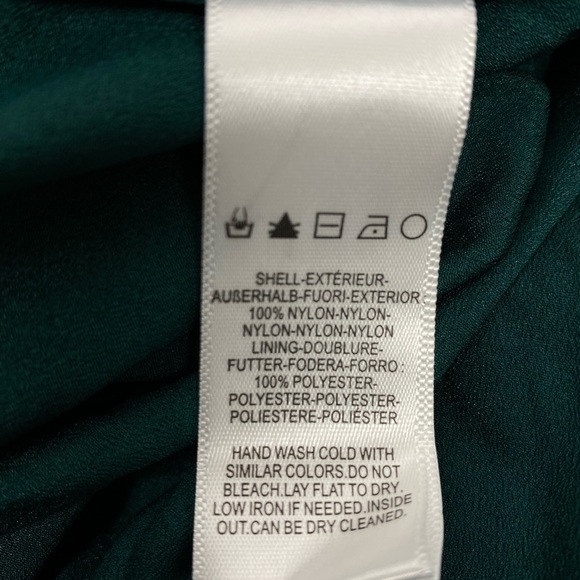 SHELL-EXTÉRIEUR-
AUßERHALB-FUORI-EXTERIOR:
100% NYLON-NYLON-
NYLON-NYLON-NYLON
LINING-DOUBLURE-
FUTTER-FODERA-FORRO:
100% POLYESTER-
POLYESTER-POLYESTER-
POLIESTERE-POLIÉSTER
HAND WASH COLD WITH
SIMILAR COLORS.DO NOT
BLEACH.LAY FLAT TO DRY.
LOW IRON IF NEEDED.INSIDE
OUT.CAN BE DRY CLEANED.